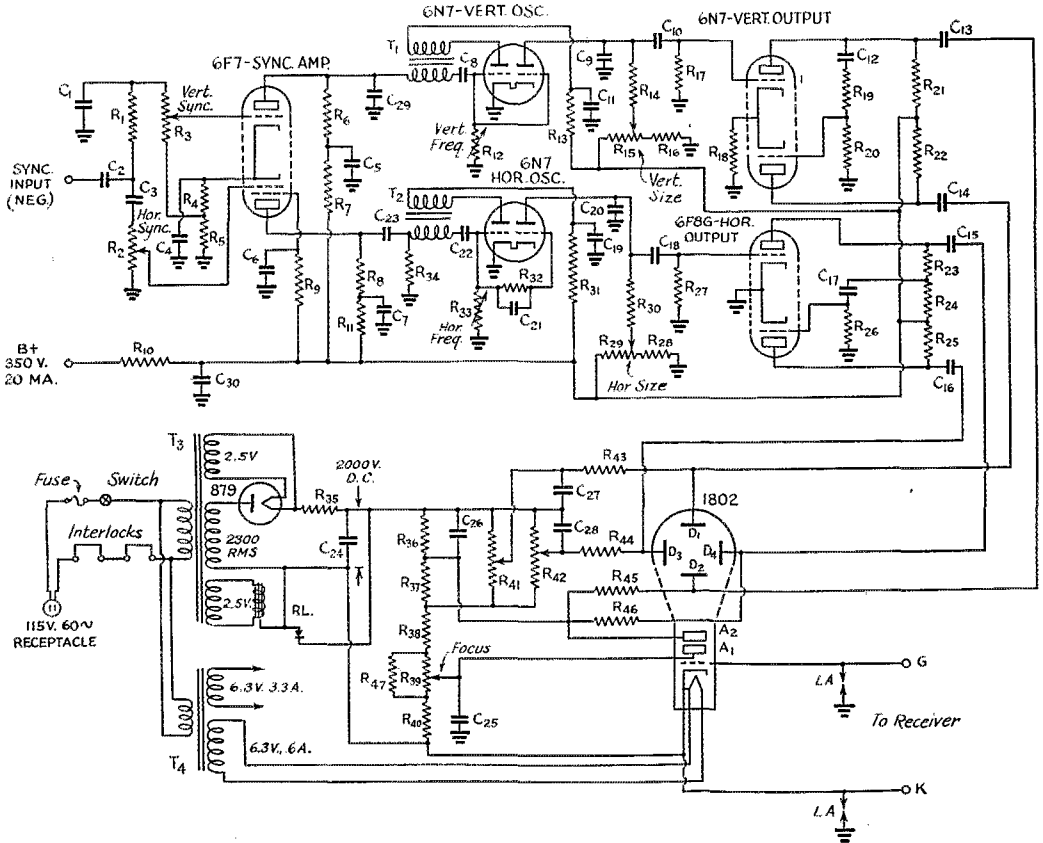 6N7-VERT. OSC.
6N7-VERT. OUTPUT
6F7-SYNC. AMP.
T1
C8
C9
C10
R17
C11
C12
C13
R19
R21
C1
R1
Vert. Sync.
R3
R6
C29
R14
Vert. Freq.
R12
R13
R15
R16
R18
R20
R22
SYNC. INPUT (NEG.)
C2
C3
C5
R7
6N7 HOR. OSC.
Vert. Size
Hor. Sync.
R4
R5
R2
C4
C6
R9
T2
C23
C22
C20
C19
C18
6F8G-HOR. OUTPUT
C14
C15
R8
R34
R32
R33
C21
R31
R30
R27
C17
R23
R24
R26
R25
R11
C7
Hor. Freq.
B+ 350 V. 20 MA.
R10
C30
R29
R28
Hor Size
C16
T3
2.5V
879
Fuse
Switch
R35
2000V. D.C.
R43
C27
1802
Interlocks
2300 RMS
C24
R36
C26
C28
R44
D1
D3
D4
D2
R37
R41
R42
R45
R46
2.5V.
RL.
115V. 60~ RECEPTACLE
R38
Focus
A2
A1
R47
R39
6.3V. 3.3A.
C25
R40
G
I.A
To Receiver
T4
6.3V., .6A.
K
I.A
1